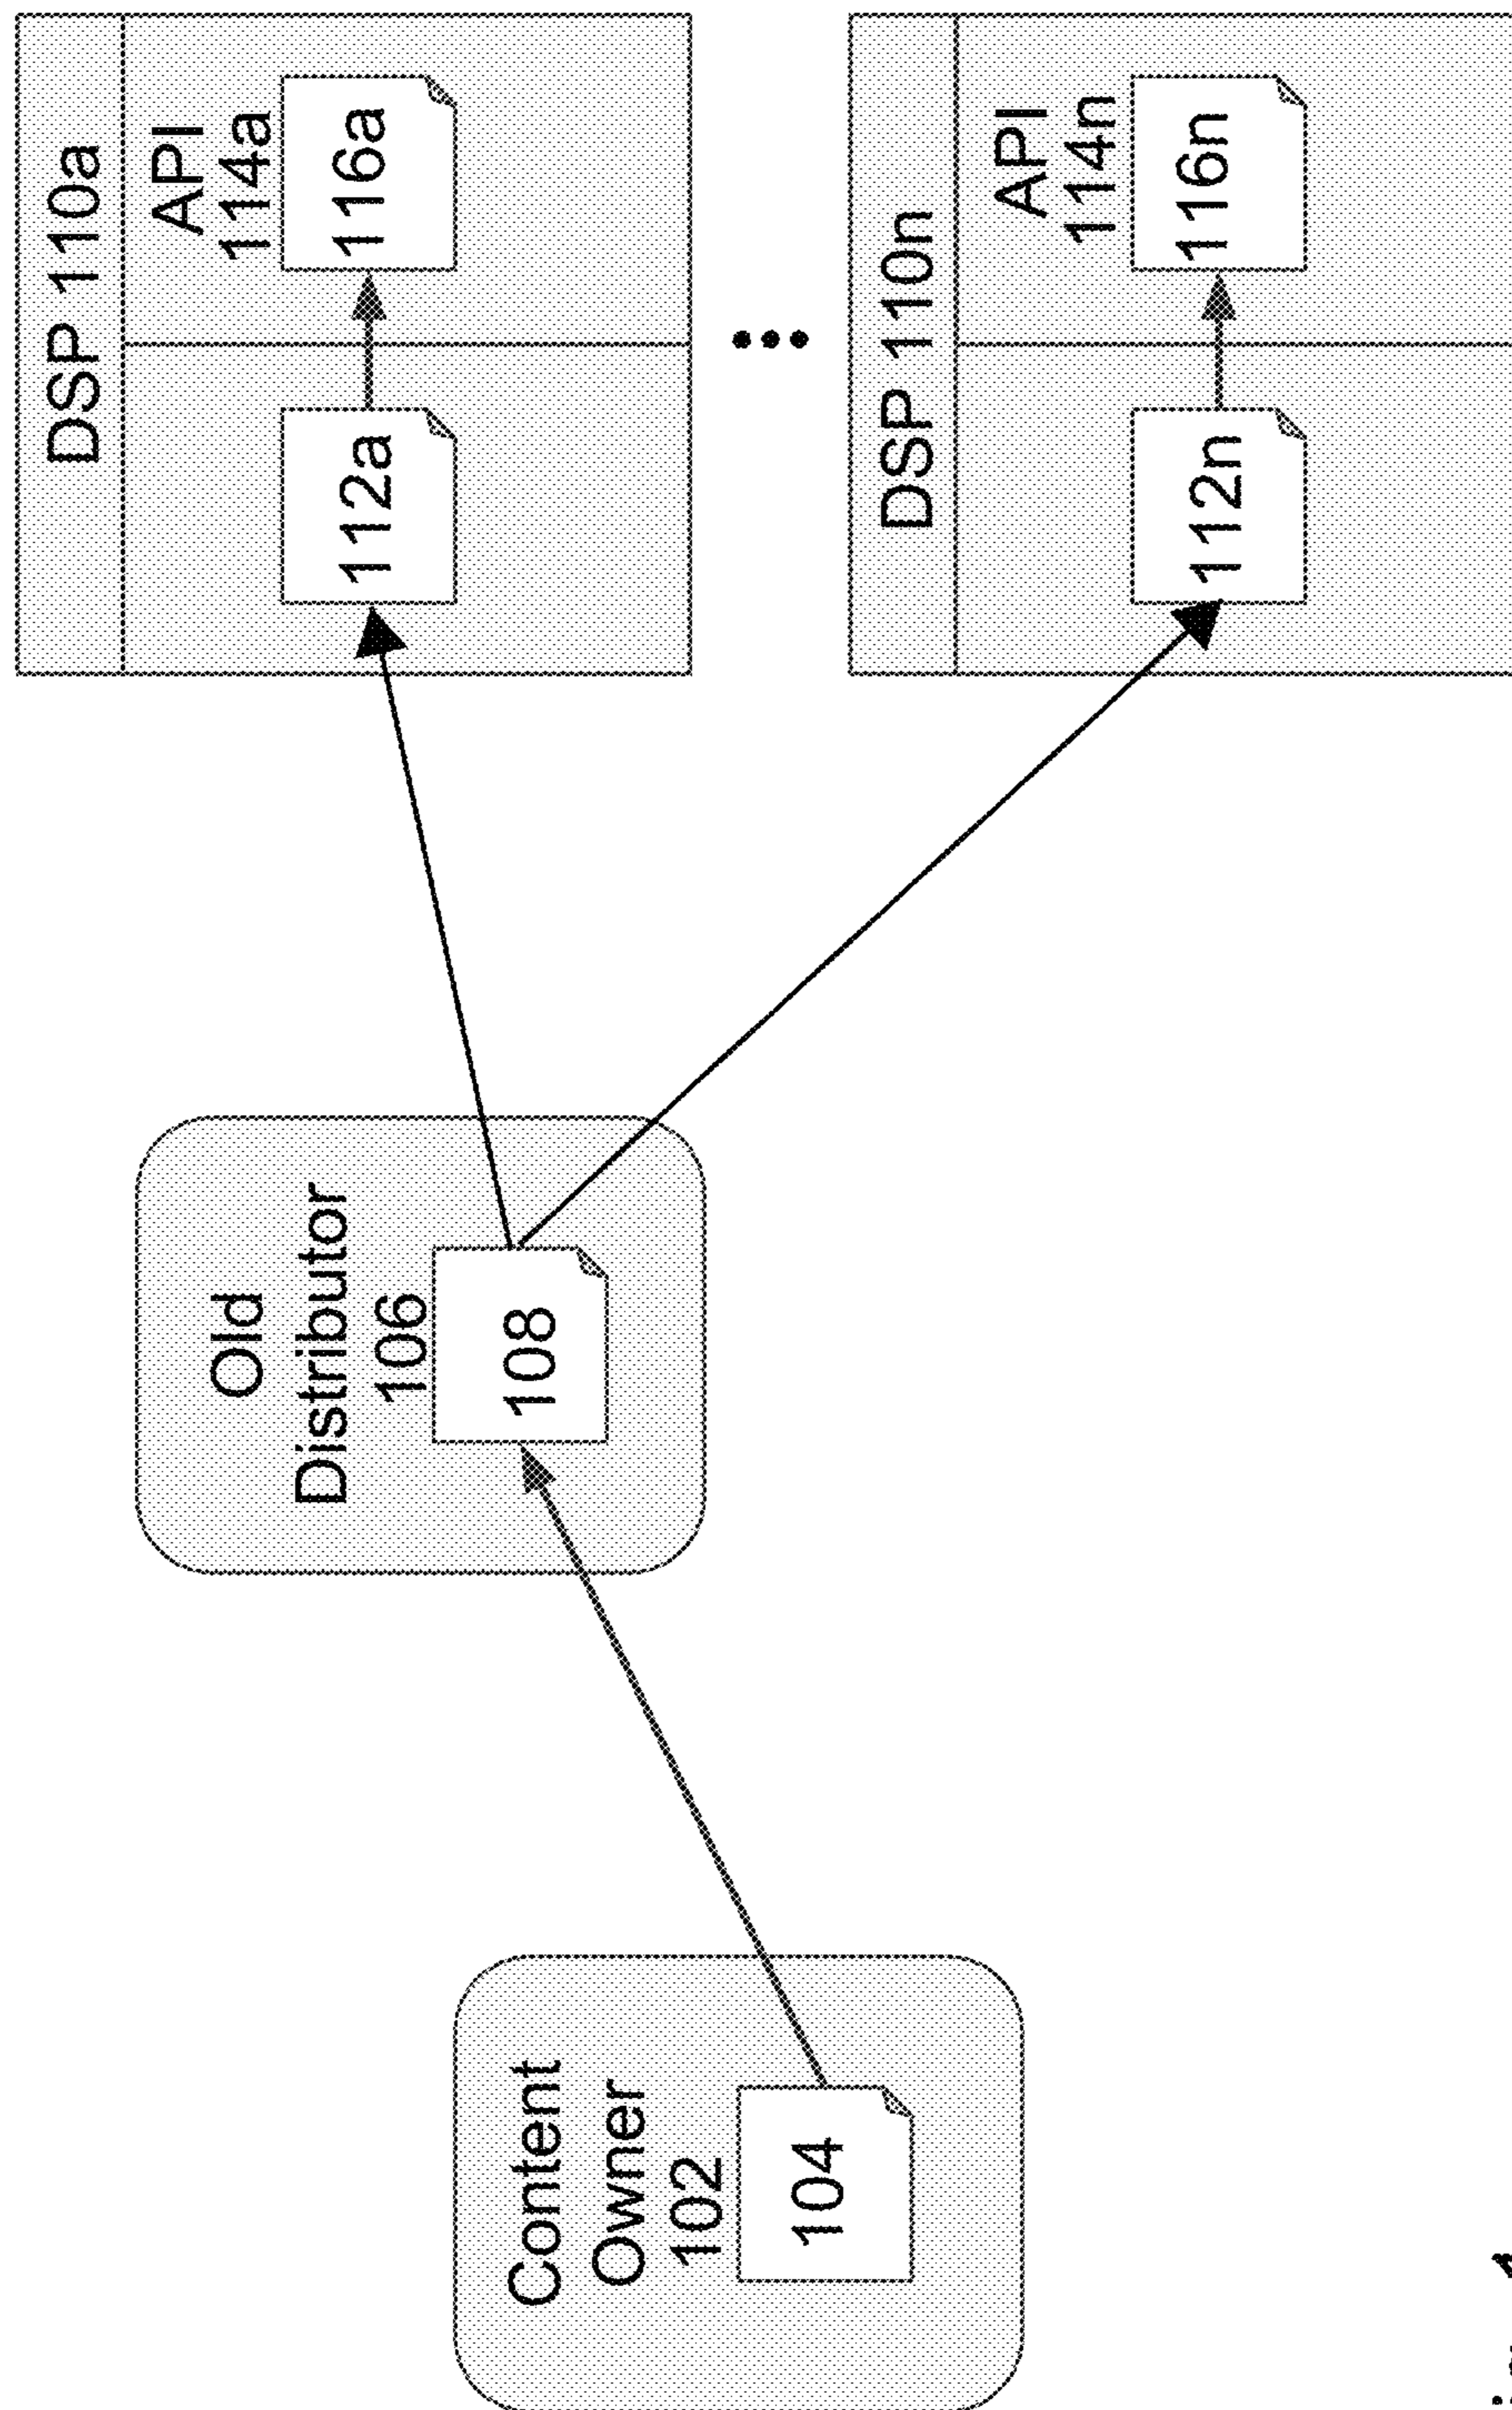 Content
Owner
102
104
Old
Distributor
106
108
DSP 110a
112a
API
114a
116a
...
DSP 110n
112n
API
114n
116n